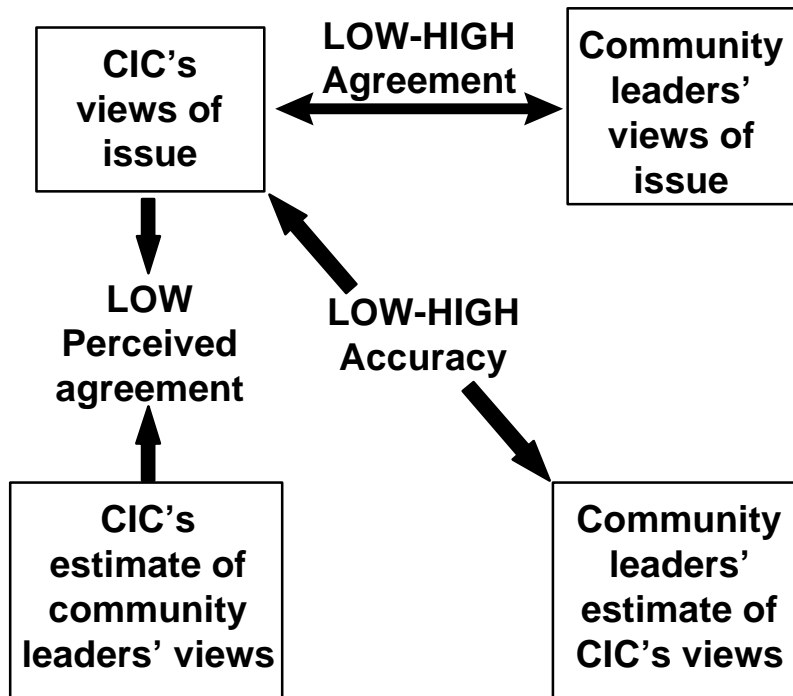 CIC’s
views of
issue
LOW-HIGH
Agreement
Community
leaders’
views of
issue
LOW
Perceived
agreement
LOW-HIGH
Accuracy
CIC’s
estimate of
community
leaders’ views
Community
leaders’
estimate of
CIC’s views